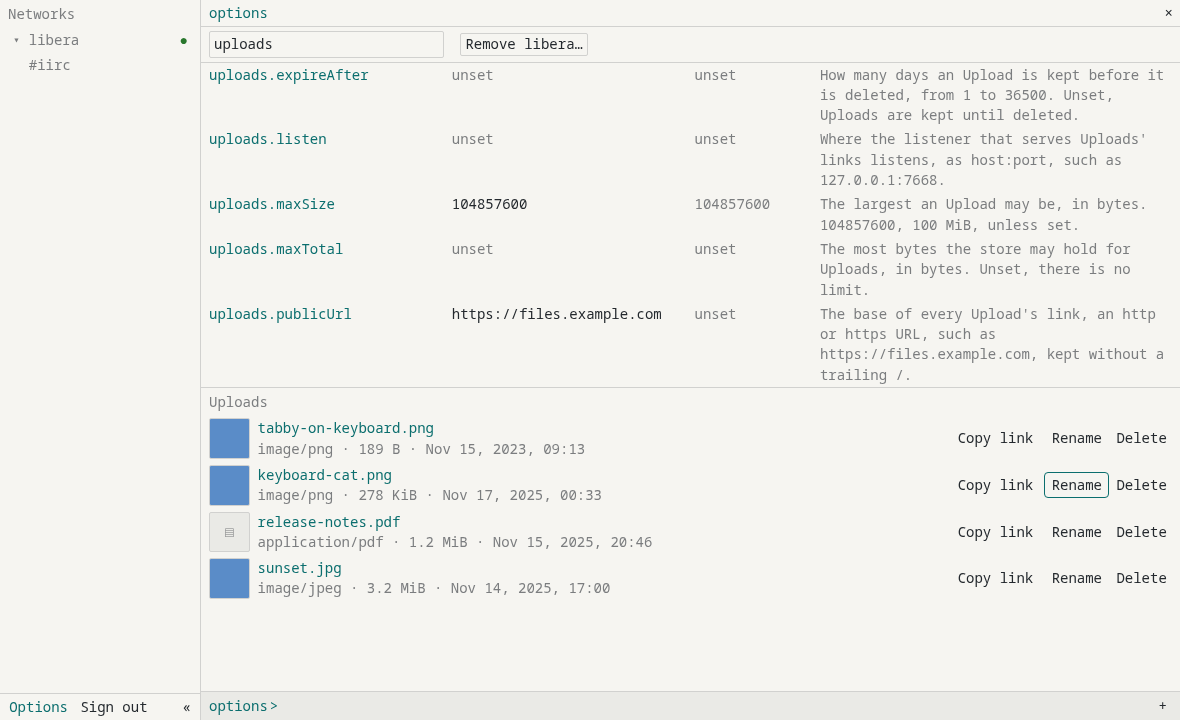 Networks
▾ libera ●
#iirc
Options Sign out «
options ×
uploads Remove libera…
uploads.expireAfter unset unset How many days an Upload is kept before it
is deleted, from 1 to 36500. Unset,
Uploads are kept until deleted.
uploads.listen unset unset Where the listener that serves Uploads'
links listens, as host:port, such as
127.0.0.1:7668.
uploads.maxSize 104857600 104857600 The largest an Upload may be, in bytes.
104857600, 100 MiB, unless set.
uploads.maxTotal unset unset The most bytes the store may hold for
Uploads, in bytes. Unset, there is no
limit.
uploads.publicUrl https://files.example.com unset The base of every Upload's link, an http
or https URL, such as
https://files.example.com, kept without a
trailing /.
Uploads
tabby-on-keyboard.png
image/png · 189 B · Nov 15, 2023, 09:13
Copy link Rename Delete
keyboard-cat.png
image/png · 278 KiB · Nov 17, 2025, 00:33
Copy link Rename Delete
release-notes.pdf
application/pdf · 1.2 MiB · Nov 15, 2025, 20:46
Copy link Rename Delete
sunset.jpg
image/jpeg · 3.2 MiB · Nov 14, 2025, 17:00
Copy link Rename Delete
options> +